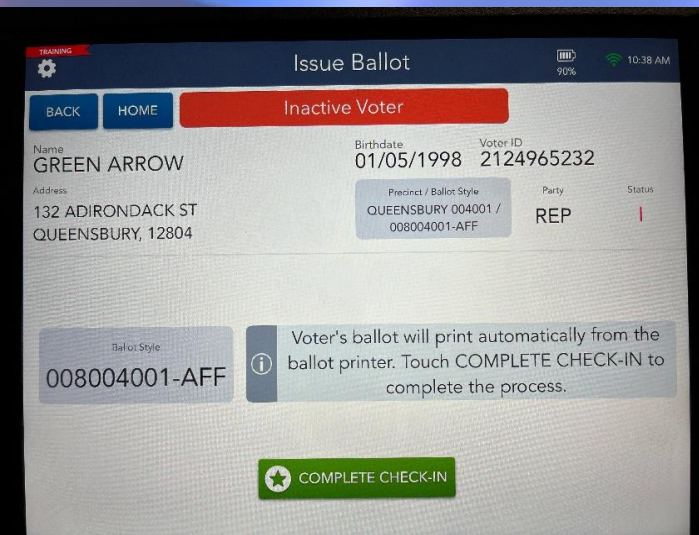 TRAINING
Issue Ballot
90%
10:38 AM
BACK
HOME
Inactive Voter
Name
GREEN ARROW
Birthdate
01/05/1998
Voter ID
2124965232
Address
132 ADIRONDACK ST
QUEENSBURY, 12804
Precinct / Ballot Style
QUEENSBURY 004001 /
008004001-AFF
Party
REP
Status
I
Ballot Style
008004001-AFF
Voter's ballot will print automatically from the
ballot printer. Touch COMPLETE CHECK-IN to
complete the process.
COMPLETE CHECK-IN